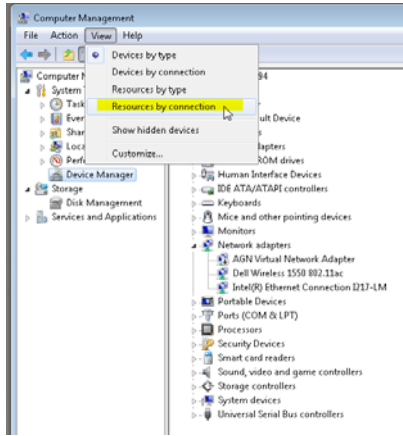 Computer Management
File Action View Help
Devices by type
Devices by connection
Resources by type
Resources by connection
Show hidden devices
Customize...
Computer M
System T
Task
Ever
Shar
Loca
Perfo
Device Manager
Storage
Disk Management
Services and Applications
94
ult Device
dapters
ROM drives
Human Interface Devices
IDE ATA/ATAPI controllers
Keyboards
Mice and other pointing devices
Monitors
Network adapters
AGN Virtual Network Adapter
Dell Wireless 1550 802.11ac
Intel(R) Ethernet Connection I217-LM
Portable Devices
Ports (COM & LPT)
Processors
Security Devices
Smart card readers
Sound, video and game controllers
Storage controllers
System devices
Universal Serial Bus controllers